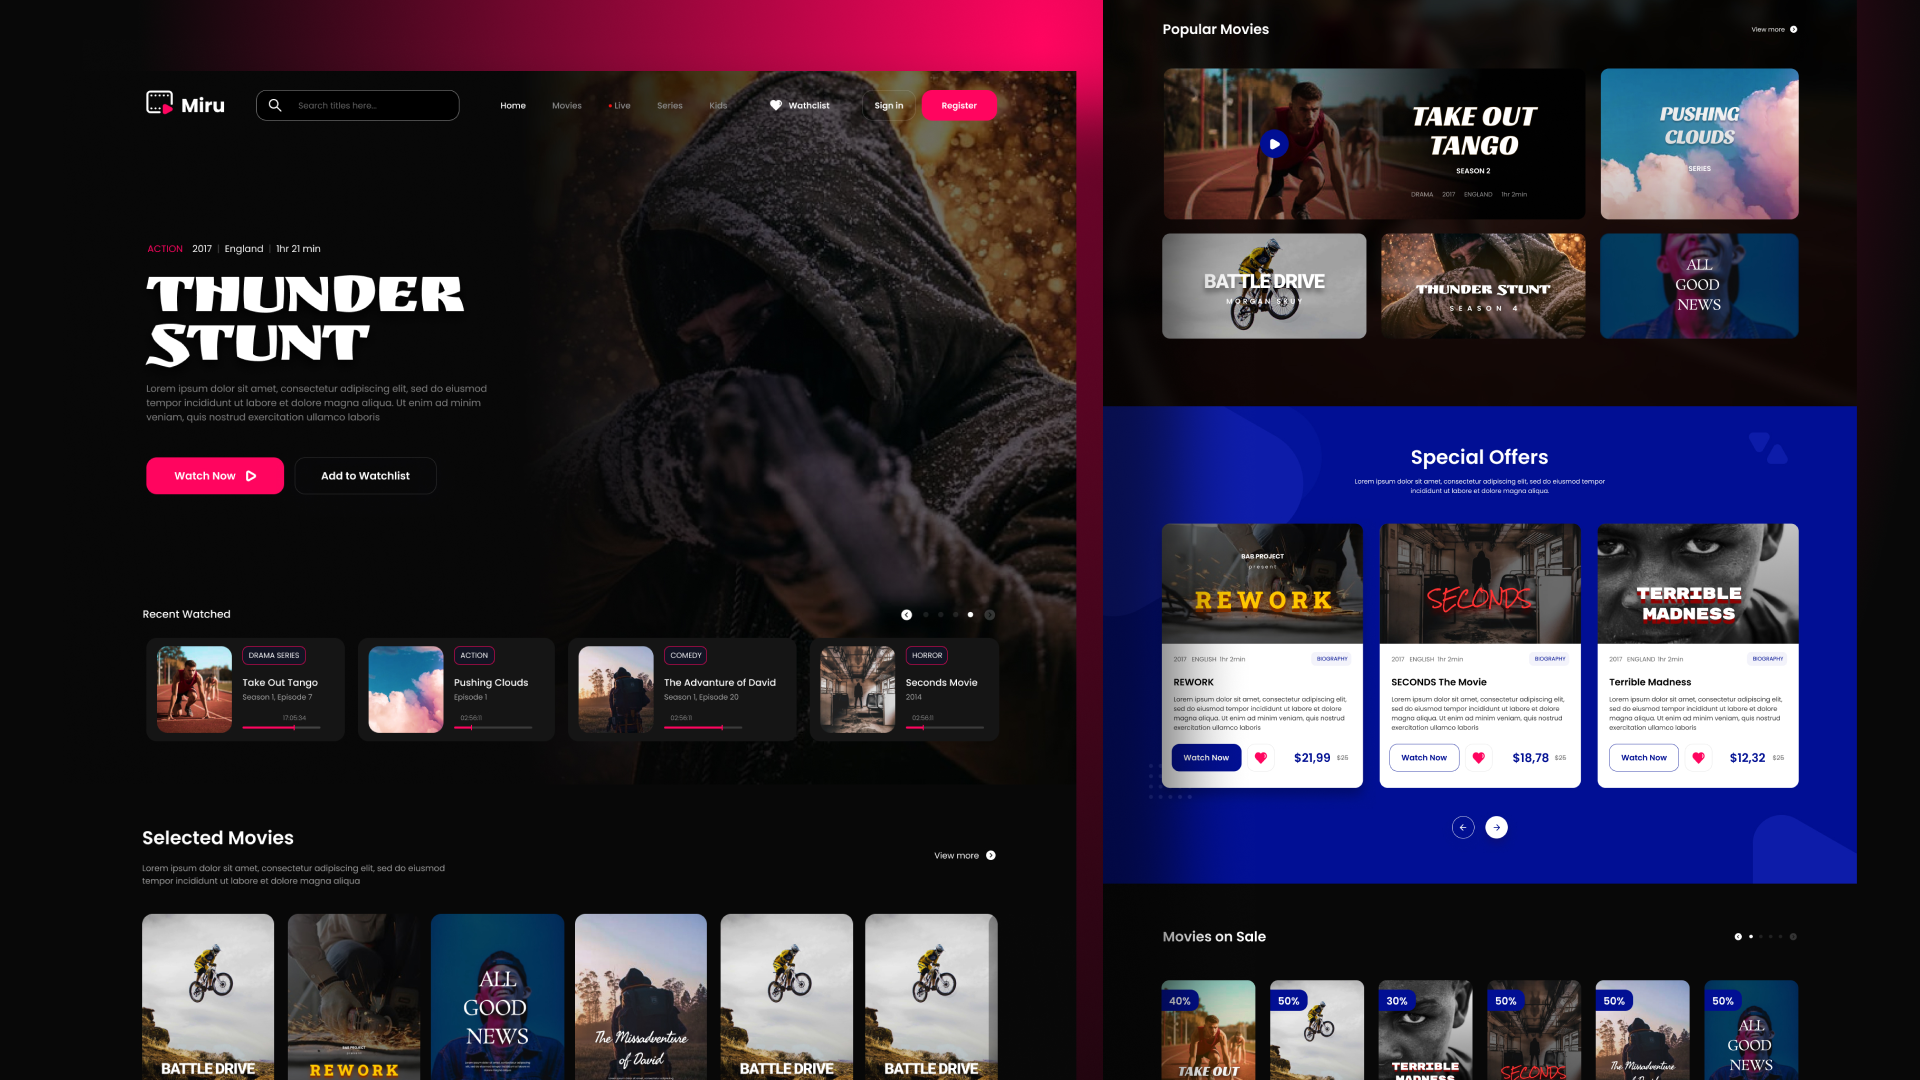 Miru
Search titles here...
Home
Movies
Live
Series
Kids
Wathclist
Sign in
Register
ACTION 2017 | England | 1hr 21 min
THUNDER
STUNT
Lorem ipsum dolor sit amet, consectetur adipiscing elit, sed do eiusmod
tempor incididunt ut labore et dolore magna aliqua. Ut enim ad minim
veniam, quis nostrud exercitation ullamco laboris
Watch Now
Add to Watchlist
Recent Watched
DRAMA SERIES
Take Out Tango
Season 1, Episode 7
17:05:34
ACTION
Pushing Clouds
Episode 1
02:56:11
COMEDY
The Advanture of David
Season 1, Episode 20
02:56:11
HORROR
Seconds Movie
2014
02:56:11
Selected Movies
Lorem ipsum dolor sit amet, consectetur adipiscing elit, sed do eiusmod
tempor incididunt ut labore et dolore magna aliqua
View more
BATTLE DRIVE
BAB PROJECT
REWORK
ALL
GOOD
NEWS
The Missadventure
of David
BATTLE DRIVE
BATTLE DRIVE
Popular Movies
View more
TAKE OUT
TANGO
SEASON 2
DRAMA 2017 ENGLAND 1hr 2min
PUSHING
CLOUDS
SERIES
BATTLE DRIVE
MORGAN SKUY
THUNDER STUNT
SEASON 4
ALL
GOOD
NEWS
Special Offers
Lorem ipsum dolor sit amet, consectetur adipiscing elit, sed do eiusmod tempor
incididunt ut labore et dolore magna aliqua.
BAB PROJECT
present
REWORK
2017 ENGLISH 1hr 2min
BIOGRAPHY
REWORK
Lorem ipsum dolor sit amet, consectetur adipiscing elit,
sed do eiusmod tempor incididunt ut labore et dolore
magna aliqua. Ut enim ad minim veniam, quis nostrud
exercitation ullamco laboris
Watch Now
$21,99 $25
SECONDS
2017 ENGLISH 1hr 2min
BIOGRAPHY
SECONDS The Movie
Lorem ipsum dolor sit amet, consectetur adipiscing elit,
sed do eiusmod tempor incididunt ut labore et dolore
magna aliqua. Ut enim ad minim veniam, quis nostrud
exercitation ullamco laboris
Watch Now
$18,78 $25
TERRIBLE
MADNESS
2017 ENGLAND 1hr 2min
BIOGRAPHY
Terrible Madness
Lorem ipsum dolor sit amet, consectetur adipiscing elit,
sed do eiusmod tempor incididunt ut labore et dolore
magna aliqua. Ut enim ad minim veniam, quis nostrud
exercitation ullamco laboris
Watch Now
$12,32 $25
Movies on Sale
40%
TAKE OUT
50%
30%
TERRIBLE
MADNESS
50%
SECONDS
50%
The Missadventure
50%
ALL
GOOD
NEWS